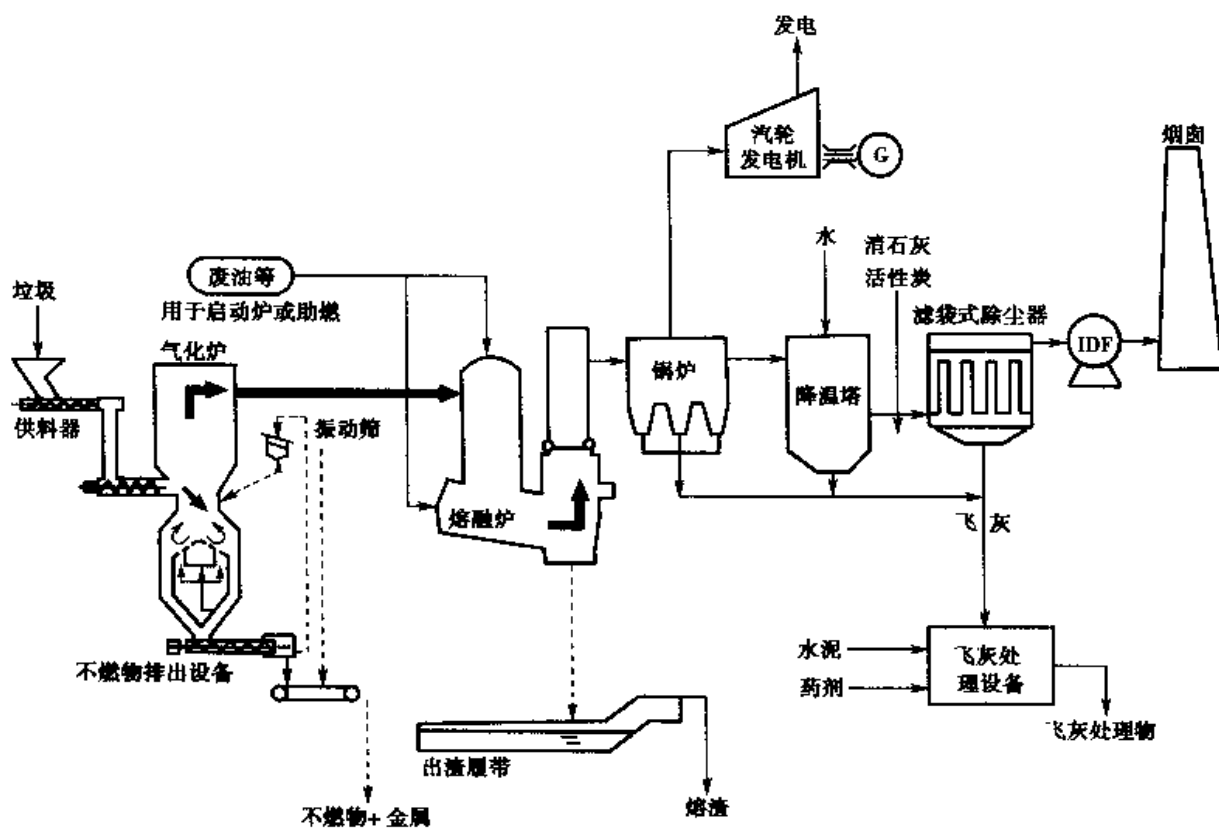 发电
汽轮
发电机
G
烟囱
水
消石灰
活性炭
废油等
用于启动炉或助燃
垃圾
气化炉
滤袋式除尘器
IDF
锅炉
降温塔
供料器
振动筛
熔融炉
飞灰
不燃物排出设备
水泥
药剂
飞灰处
理设备
飞灰处理物
出渣履带
不燃物+金属
熔渣